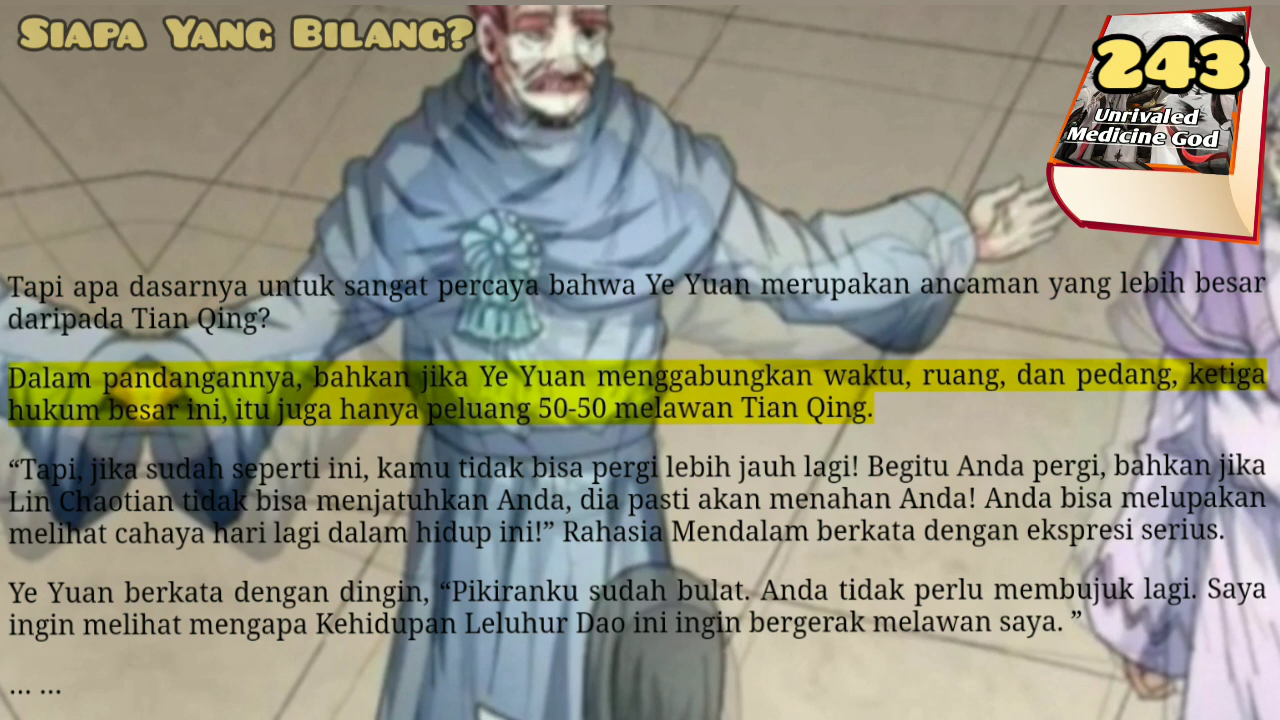 Siapa Yang Bilang?
243
Unrivaled
Medicine God
Tapi apa dasarnya untuk sangat percaya bahwa Ye Yuan merupakan ancaman yang lebih besar
daripada Tian Qing?
Dalam pandangannya, bahkan jika Ye Yuan menggabungkan waktu, ruang, dan pedang, ketiga
hukum besar ini, itu juga hanya peluang 50-50 melawan Tian Qing.
“Tapi, jika sudah seperti ini, kamu tidak bisa pergi lebih jauh lagi! Begitu Anda pergi, bahkan jika
Lin Chaotian tidak bisa menjatuhkan Anda, dia pasti akan menahan Anda! Anda bisa melupakan
melihat cahaya hari lagi dalam hidup ini!” Rahasia Mendalam berkata dengan ekspresi serius.
Ye Yuan berkata dengan dingin, “Pikiranku sudah bulat. Anda tidak perlu membujuk lagi. Saya
ingin melihat mengapa Kehidupan Leluhur Dao ini ingin bergerak melawan saya. ”
... ...